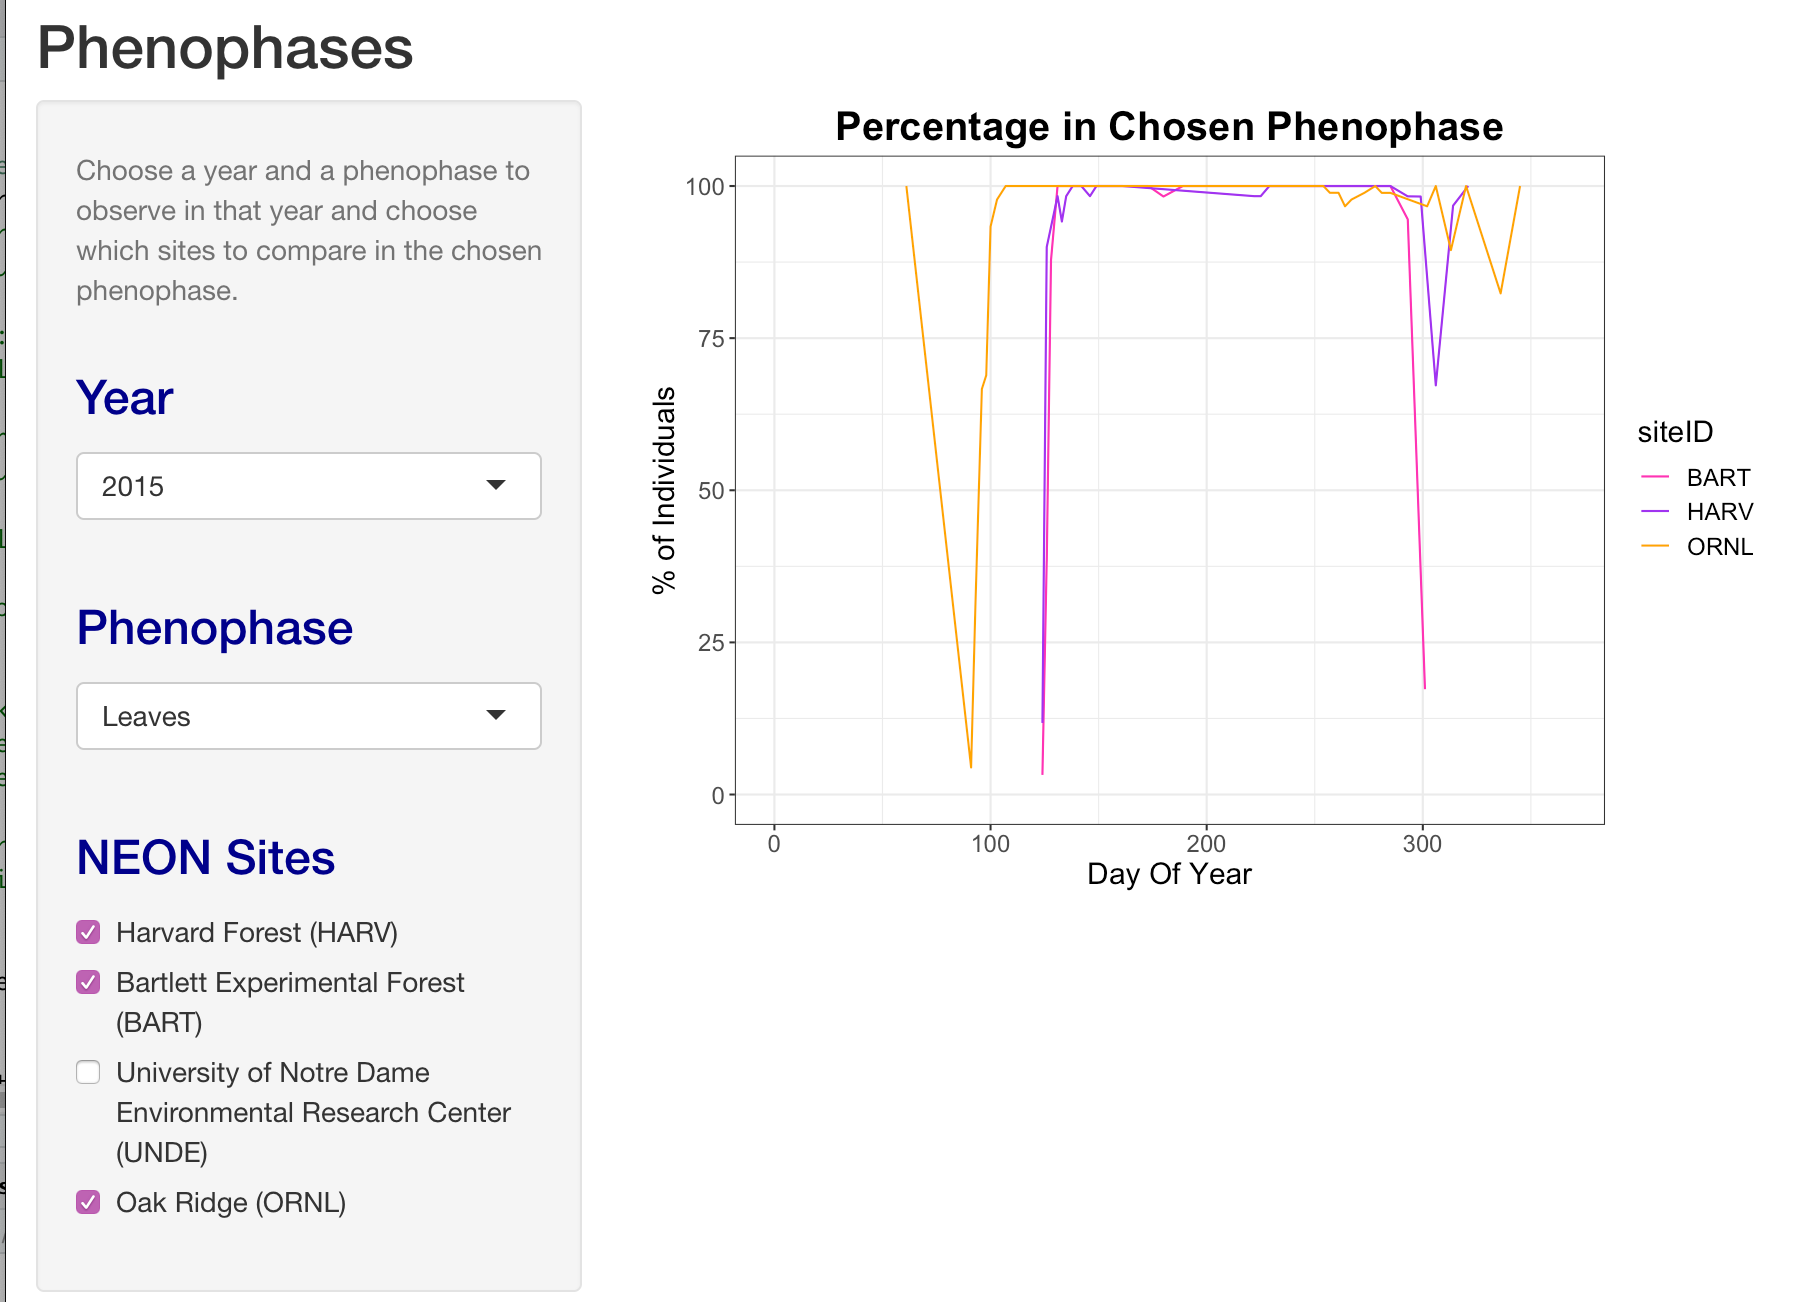 Phenophases
Choose a year and a phenophase to
observe in that year and choose
which sites to compare in the chosen
phenophase.
Year
2015
Phenophase
Leaves
NEON Sites
Harvard Forest (HARV)
Bartlett Experimental Forest
(BART)
University of Notre Dame
Environmental Research Center
(UNDE)
Oak Ridge (ORNL)
Percentage in Chosen Phenophase
100
75
50
25
0
% of Individuals
0 100 200 300
Day Of Year
siteID
BART
HARV
ORNL